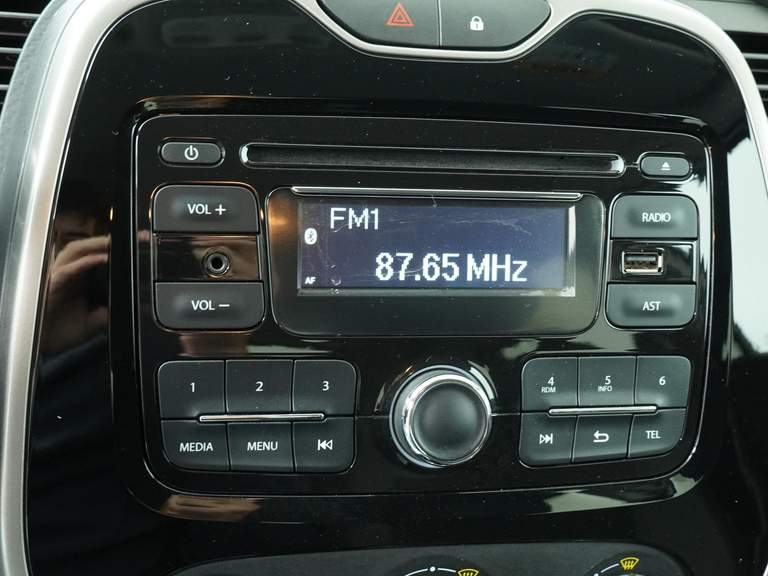 VOL +
FM1
RADIO
AF
87.65 MHz
VOL −
AST
1 2 3
4 RDM 5 INFO 6
MEDIA MENU
TEL